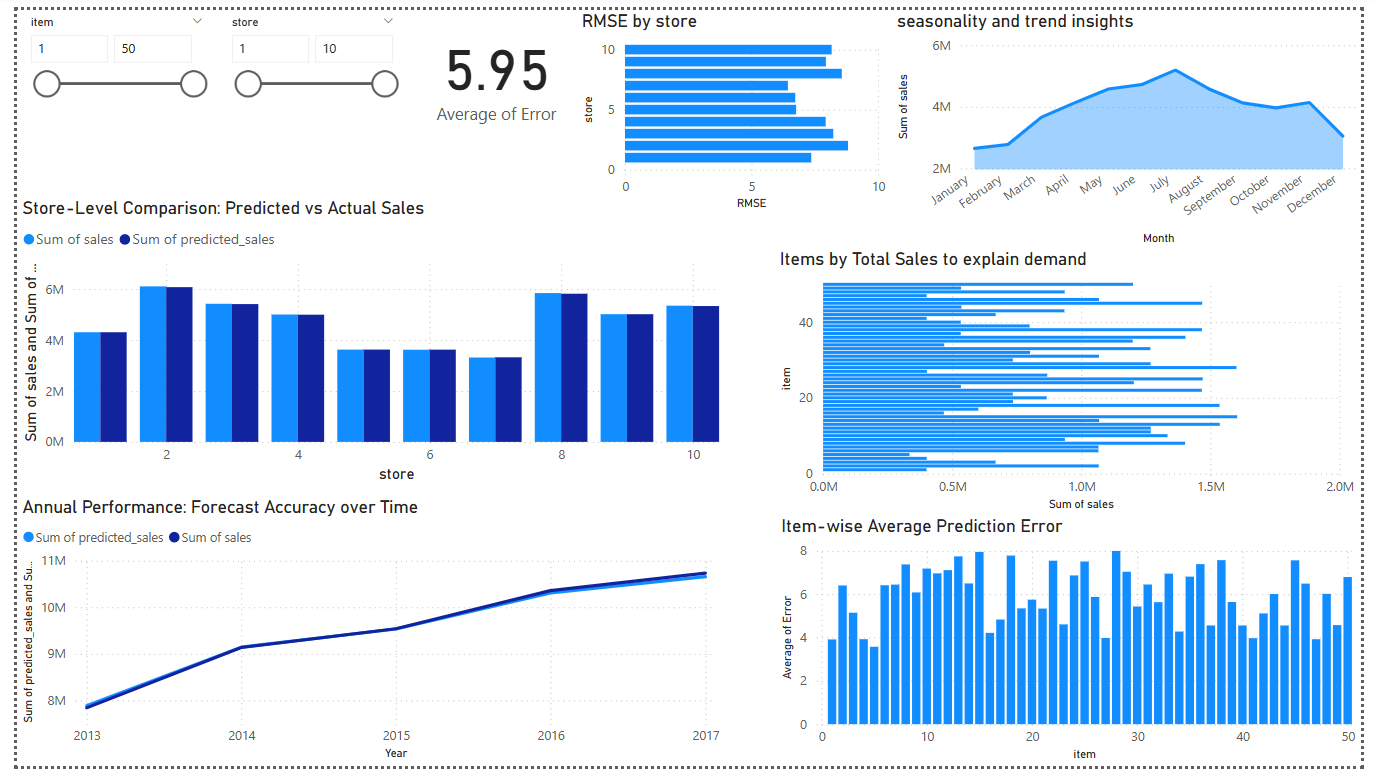 item
1
50
store
1
10
5.95
Average of Error
RMSE by store
store
10
5
0
0
5
10
RMSE
seasonality and trend insights
Sum of sales
6M
4M
2M
January
February
March
April
May
June
July
August
September
October
November
December
Month
Store-Level Comparison: Predicted vs Actual Sales
Sum of sales
Sum of predicted_sales
Sum of sales and Sum of ...
6M
4M
2M
0M
2
4
6
8
10
store
Items by Total Sales to explain demand
item
40
20
0
0.0M
0.5M
1.0M
1.5M
2.0M
Sum of sales
Annual Performance: Forecast Accuracy over Time
Sum of predicted_sales
Sum of sales
Sum of predicted_sales and Su...
11M
10M
9M
8M
2013
2014
2015
2016
2017
Year
Item-wise Average Prediction Error
Average of Error
8
6
4
2
0
0
10
20
30
40
50
item